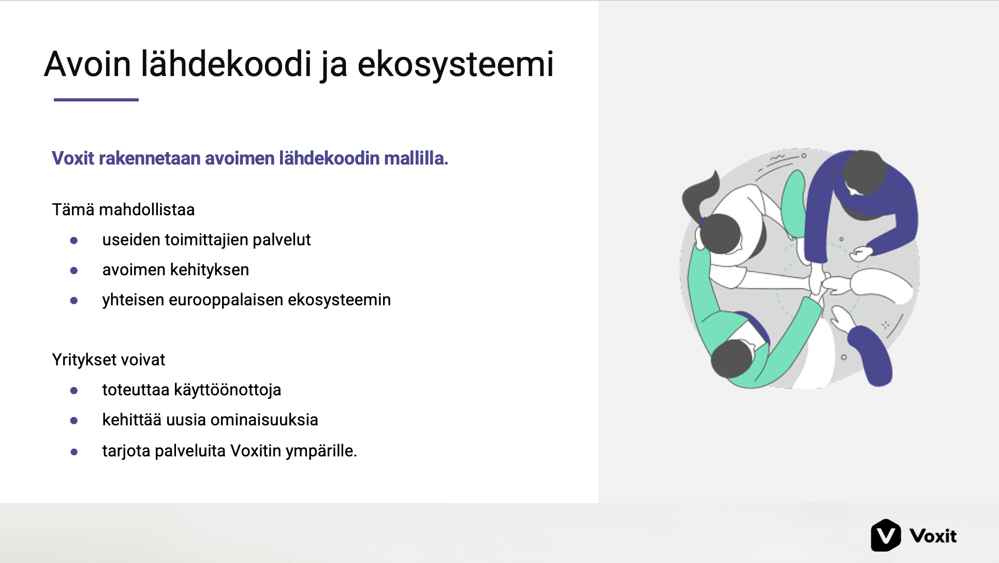 Avoin lähdekoodi ja ekosysteemi
Voxit rakennetaan avoimen lähdekoodin mallilla.
Tämä mahdollistaa
● useiden toimittajien palvelut
● avoimen kehityksen
● yhteisen eurooppalaisen ekosysteemin
Yritykset voivat
● toteuttaa käyttöönottoja
● kehittää uusia ominaisuuksia
● tarjota palveluita Voxitin ympärille.
Voxit